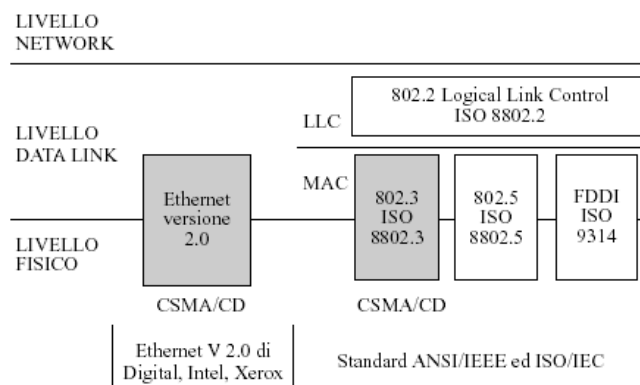 LIVELLO
NETWORK
802.2 Logical Link Control
ISO 8802.2
LLC
LIVELLO
DATA LINK
MAC
Ethernet
versione
2.0
802.3
ISO
8802.3
802.5
ISO
8802.5
FDDI
ISO
9314
LIVELLO
FISICO
CSMA/CD
CSMA/CD
Ethernet V 2.0 di
Digital, Intel, Xerox
Standard ANSI/IEEE ed ISO/IEC